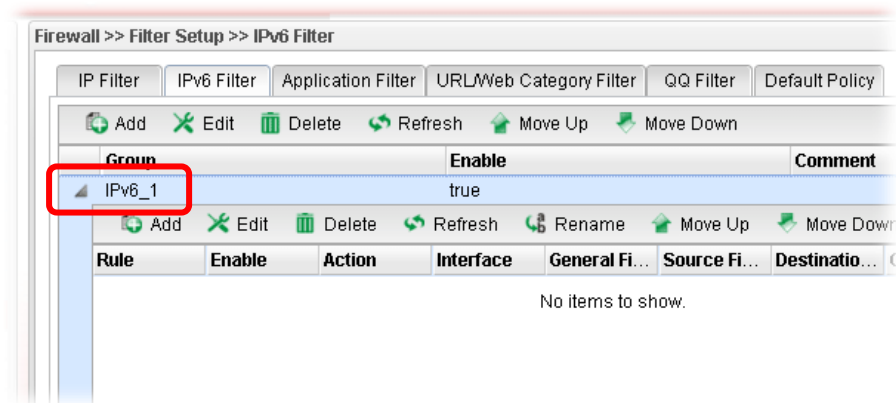 Firewall >> Filter Setup >> IPv6 Filter
IP Filter IPv6 Filter Application Filter URL/Web Category Filter QQ Filter Default Policy
Add Edit Delete Refresh Move Up Move Down
Group Enable Comment
IPv6_1 true
Add Edit Delete Refresh Rename Move Up Move Down
Rule Enable Action Interface General Fi... Source Fi... Destinatio...
No items to show.